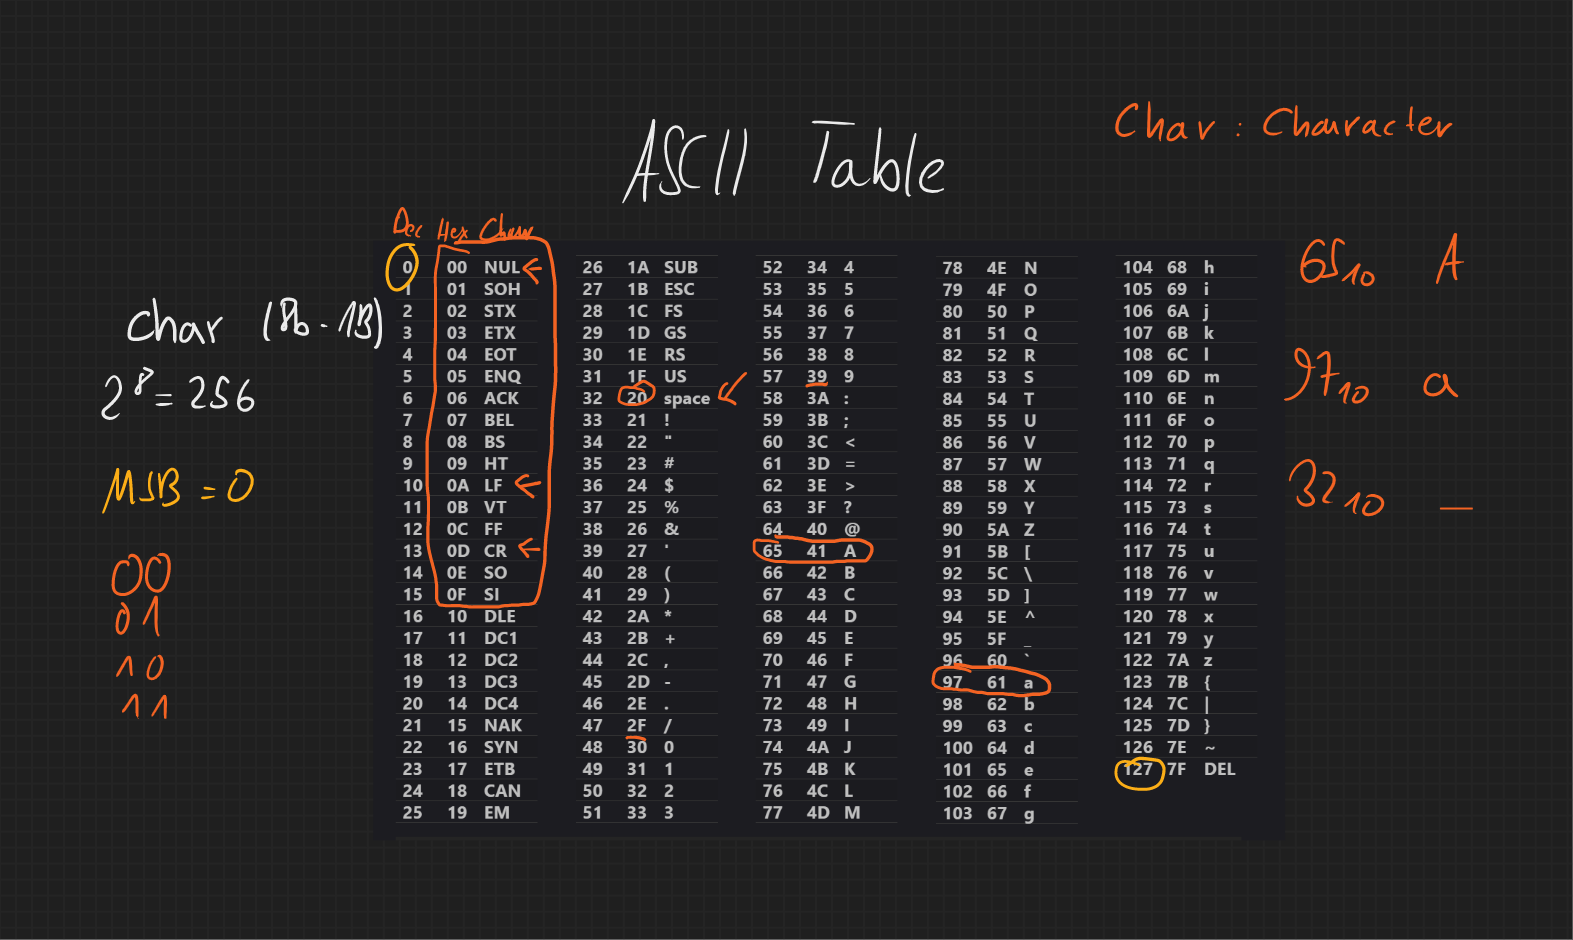 Char : Character
ASCII Table
Dec Hex Char
0 00 NUL 26 1A SUB 52 34 4 78 4E N 104 68 h
1 01 SOH 27 1B ESC 53 35 5 79 4F O 105 69 i
2 02 STX 28 1C FS 54 36 6 80 50 P 106 6A j
3 03 ETX 29 1D GS 55 37 7 81 51 Q 107 6B k
4 04 EOT 30 1E RS 56 38 8 82 52 R 108 6C l
5 05 ENQ 31 1F US 57 39 9 83 53 S 109 6D m
6 06 ACK 32 20 space 58 3A : 84 54 T 110 6E n
7 07 BEL 33 21 ! 59 3B ; 85 55 U 111 6F o
8 08 BS 34 22 " 60 3C < 86 56 V 112 70 p
9 09 HT 35 23 # 61 3D = 87 57 W 113 71 q
10 0A LF 36 24 $ 62 3E > 88 58 X 114 72 r
11 0B VT 37 25 % 63 3F ? 89 59 Y 115 73 s
12 0C FF 38 26 & 64 40 @ 90 5A Z 116 74 t
13 0D CR 39 27 ' 65 41 A 91 5B [ 117 75 u
14 0E SO 40 28 ( 66 42 B 92 5C \ 118 76 v
15 0F SI 41 29 ) 67 43 C 93 5D ] 119 77 w
16 10 DLE 42 2A * 68 44 D 94 5E ^ 120 78 x
17 11 DC1 43 2B + 69 45 E 95 5F _ 121 79 y
18 12 DC2 44 2C , 70 46 F 96 60 ` 122 7A z
19 13 DC3 45 2D - 71 47 G 97 61 a 123 7B {
20 14 DC4 46 2E . 72 48 H 98 62 b 124 7C |
21 15 NAK 47 2F / 73 49 I 99 63 c 125 7D }
22 16 SYN 48 30 0 74 4A J 100 64 d 126 7E ~
23 17 ETB 49 31 1 75 4B K 101 65 e 127 7F DEL
24 18 CAN 50 32 2 76 4C L 102 66 f
25 19 EM 51 33 3 77 4D M 103 67 g
char (8b - 1B)
2⁸ = 256
MSB = 0
00
01
10
11
65₁₀ A
97₁₀ a
32₁₀ _